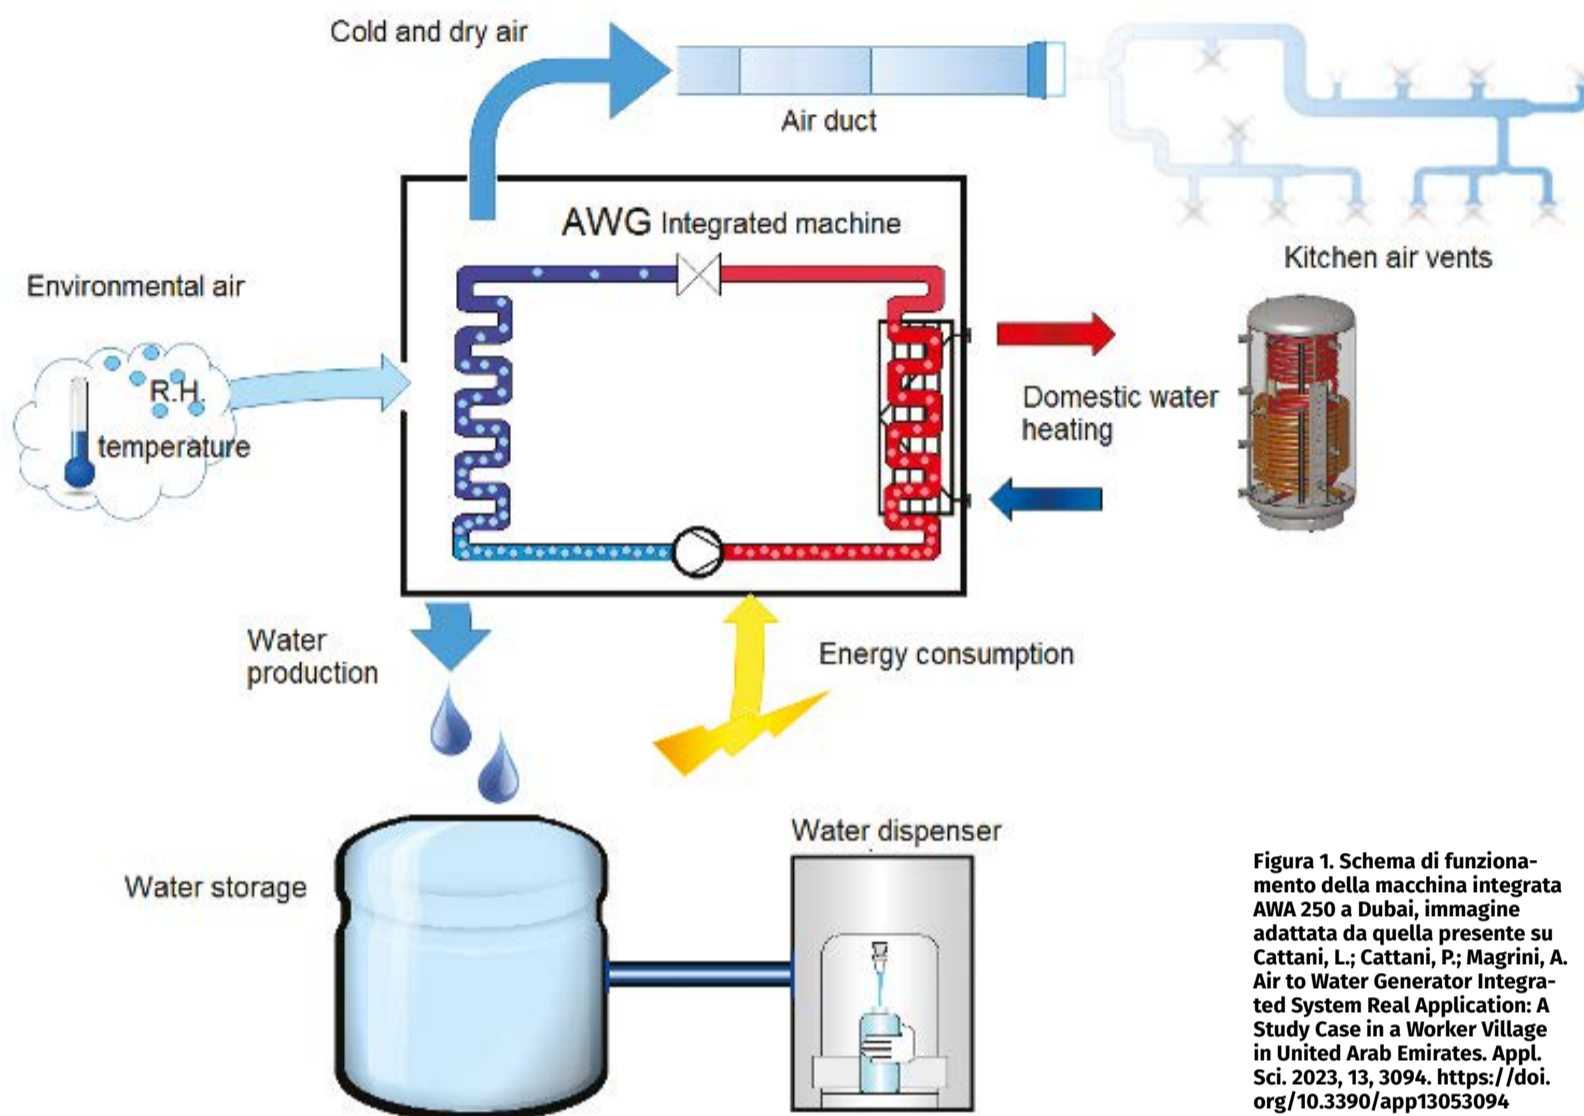 Cold and dry air
Air duct
AWG Integrated machine
Kitchen air vents
Environmental air
R.H.
temperature
Domestic water
heating
Water
production
Energy consumption
Water dispenser
Water storage
Figura 1. Schema di funziona-
mento della macchina integrata
AWA 250 a Dubai, immagine
adattata da quella presente su
Cattani, L.; Cattani, P.; Magrini, A.
Air to Water Generator Integra-
ted System Real Application: A
Study Case in a Worker Village
in United Arab Emirates. Appl.
Sci. 2023, 13, 3094. https://doi.
org/10.3390/app13053094